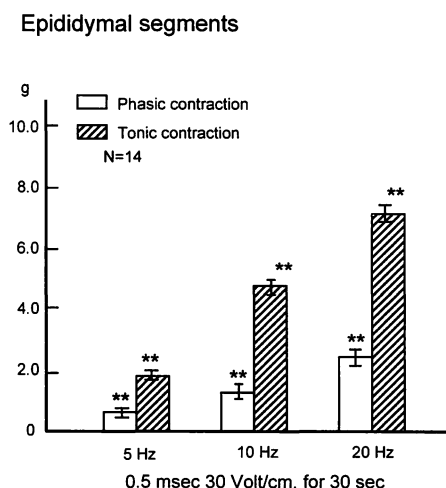 Epididymal segments
g
Phasic contraction
Tonic contraction
N=14
10.0
8.0
6.0
4.0
2.0
0
** **
** **
** **
5 Hz 10 Hz 20 Hz
0.5 msec 30 Volt/cm. for 30 sec